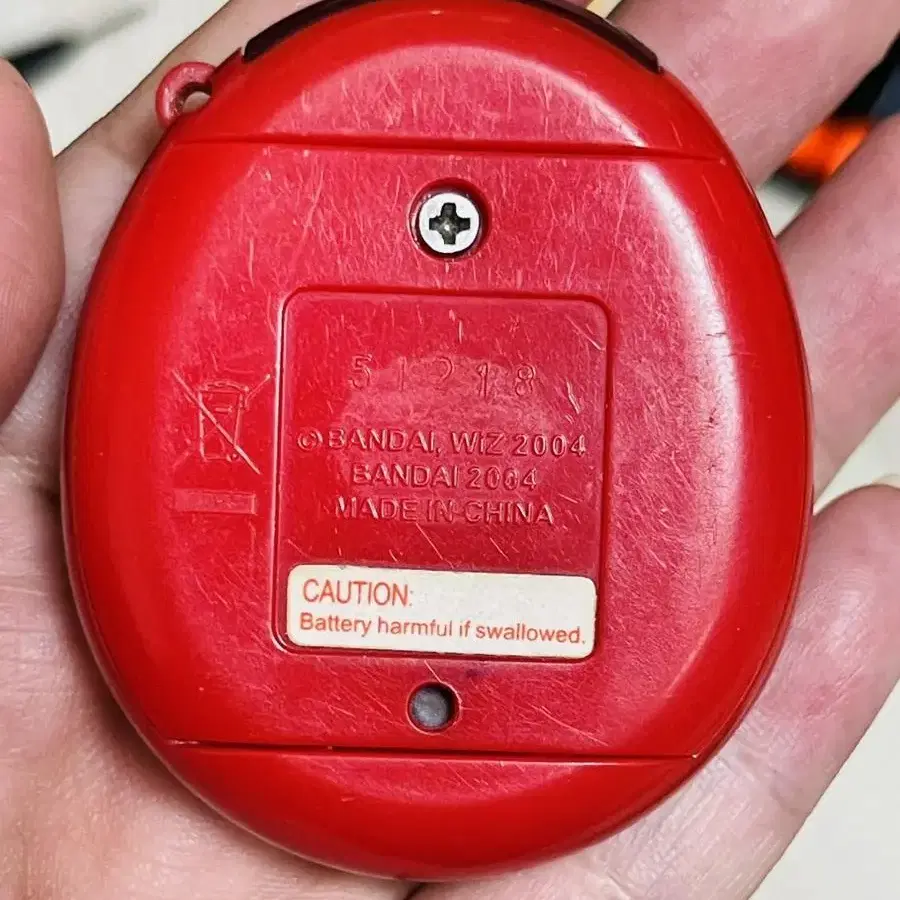 51218
© BANDAI, WiZ 2004
BANDAI 2004
MADE IN CHINA
CAUTION:
Battery harmful if swallowed.